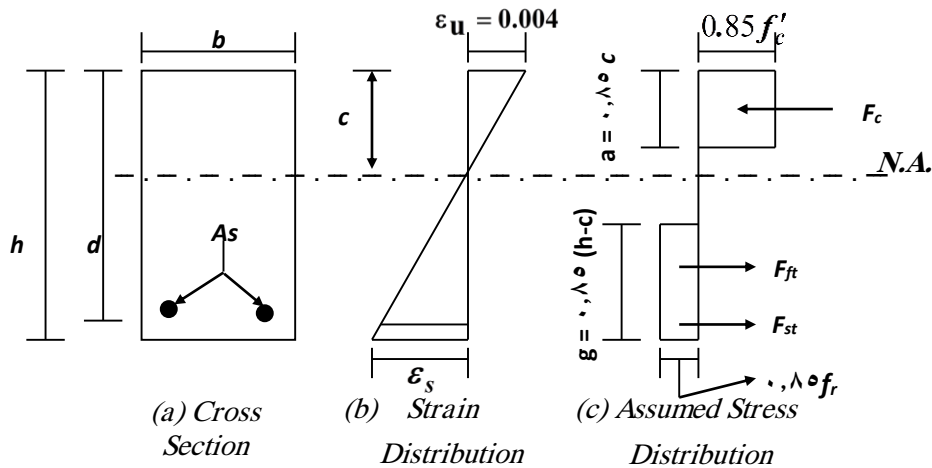 εu = 0.004
0.85f'c
b
c
a = ٠,٨٥ c
Fc
N.A.
h
d
As
g = ٠,٨٥ (h-c)
Fft
Fst
εs
٠,٨٥fr
(a) Cross Section
(b) Strain Distribution
(c) Assumed Stress Distribution